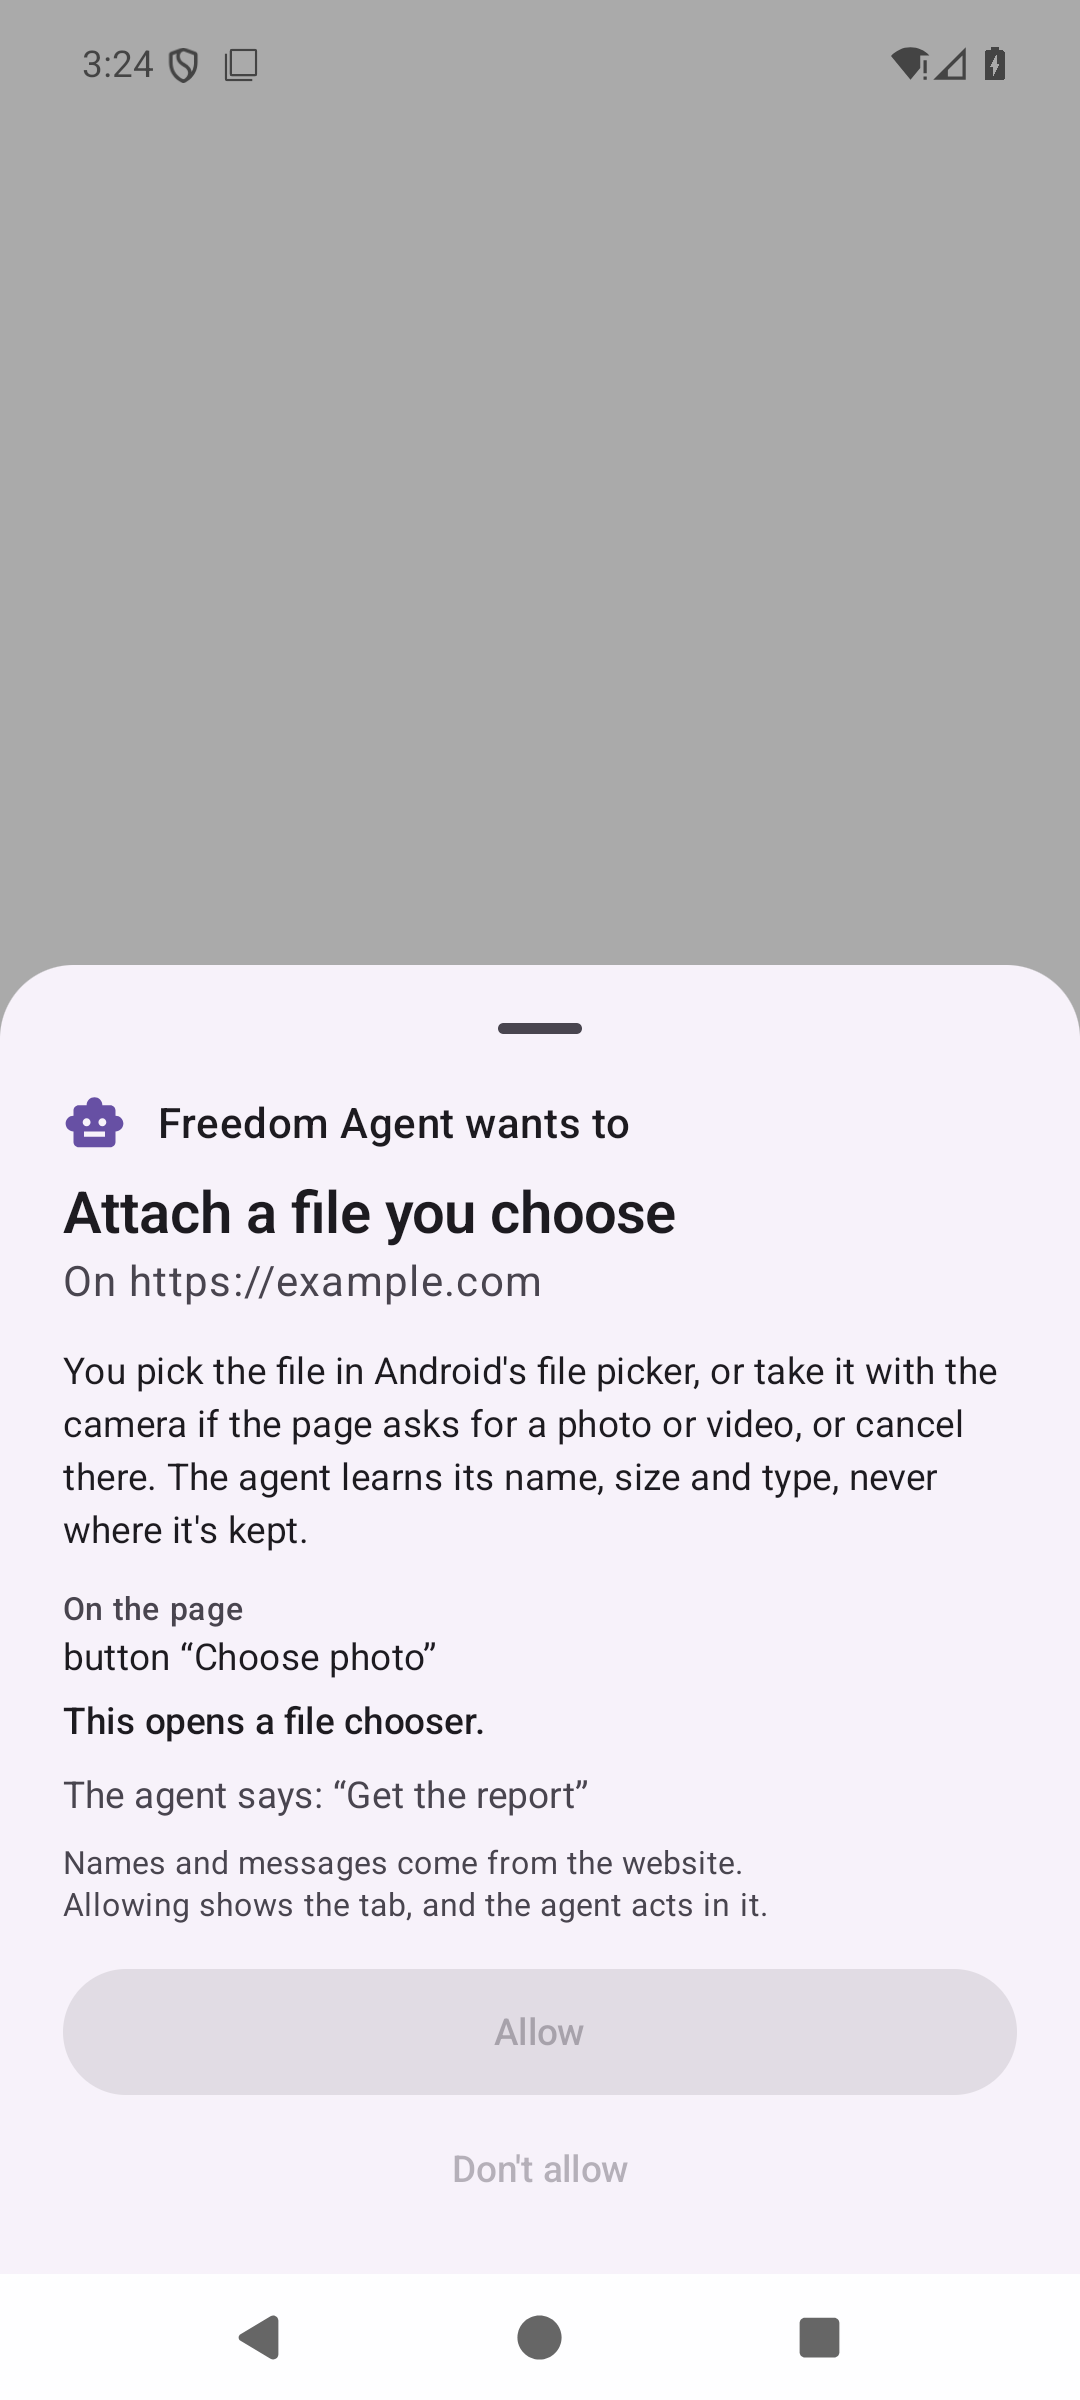 3:24
Freedom Agent wants to
Attach a file you choose
On https://example.com
You pick the file in Android's file picker, or take it with the
camera if the page asks for a photo or video, or cancel
there. The agent learns its name, size and type, never
where it's kept.
On the page
button “Choose photo”
This opens a file chooser.
The agent says: “Get the report”
Names and messages come from the website.
Allowing shows the tab, and the agent acts in it.
Allow
Don't allow